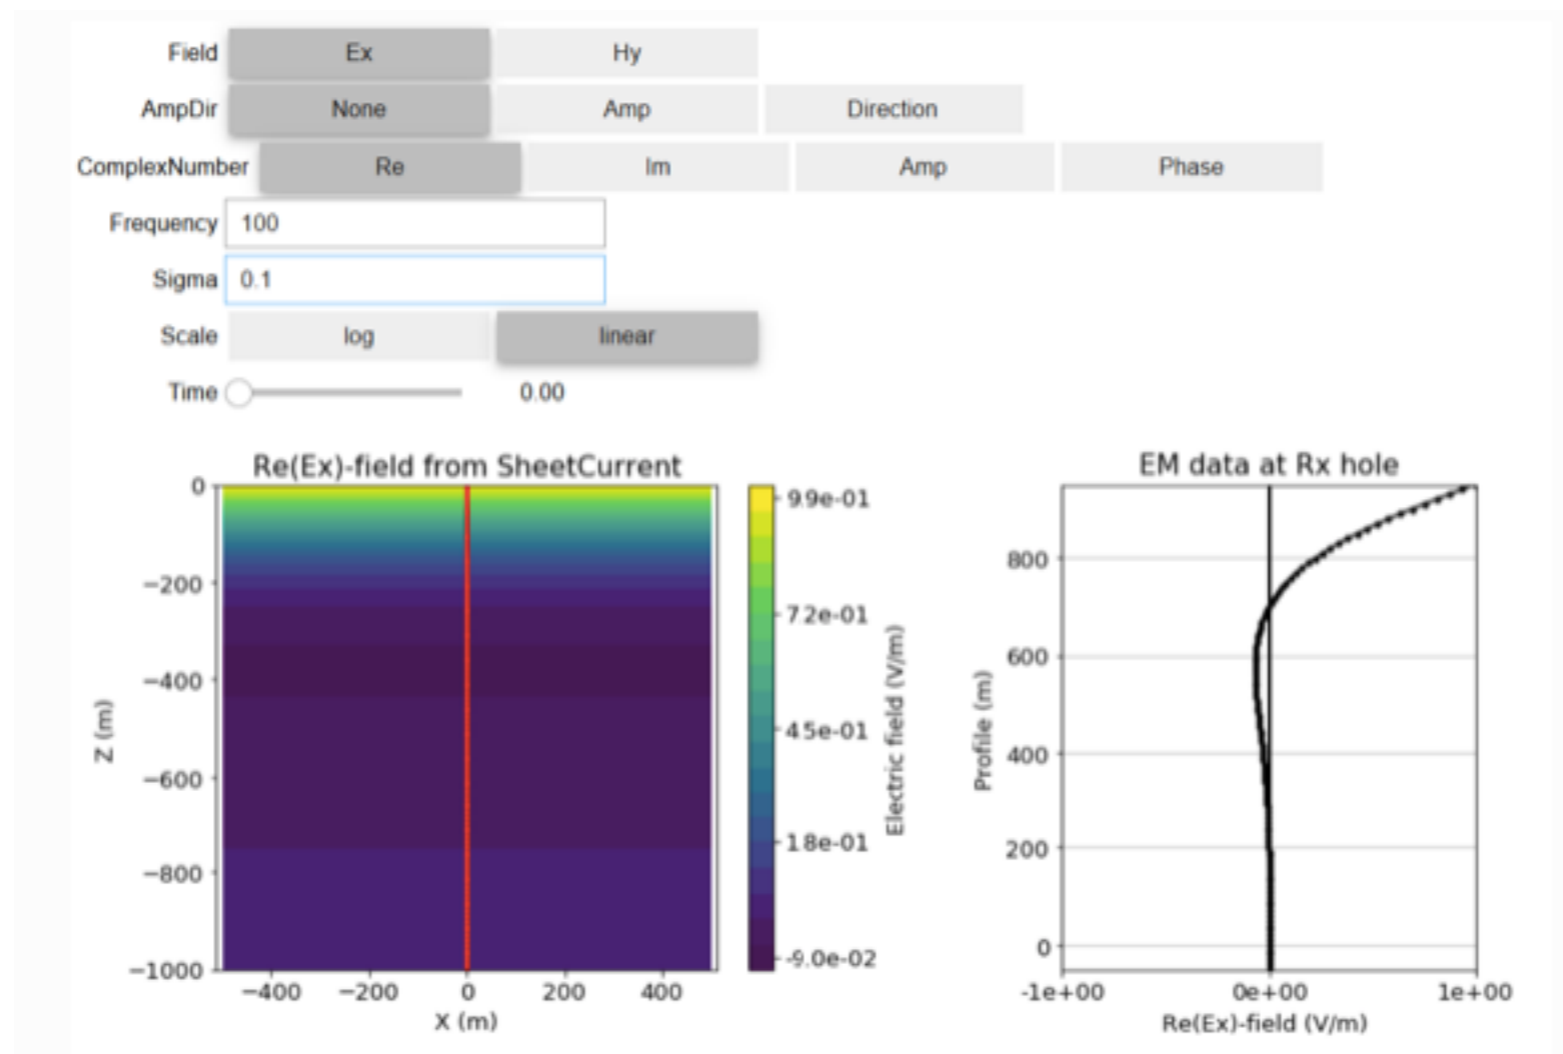 Field Ex Hy
AmpDir None Amp Direction
ComplexNumber Re Im Amp Phase
Frequency 100
Sigma 0.1
Scale log linear
Time 0.00
Re(Ex)-field from SheetCurrent
0
−200
−400
−600
−800
−1000
Z (m)
−400 −200 0 200 400
X (m)
9.9e-01
7.2e-01
4.5e-01
1.8e-01
-9.0e-02
Electric field (V/m)
EM data at Rx hole
800
600
400
200
0
Profile (m)
-1e+00 0e+00 1e+00
Re(Ex)-field (V/m)